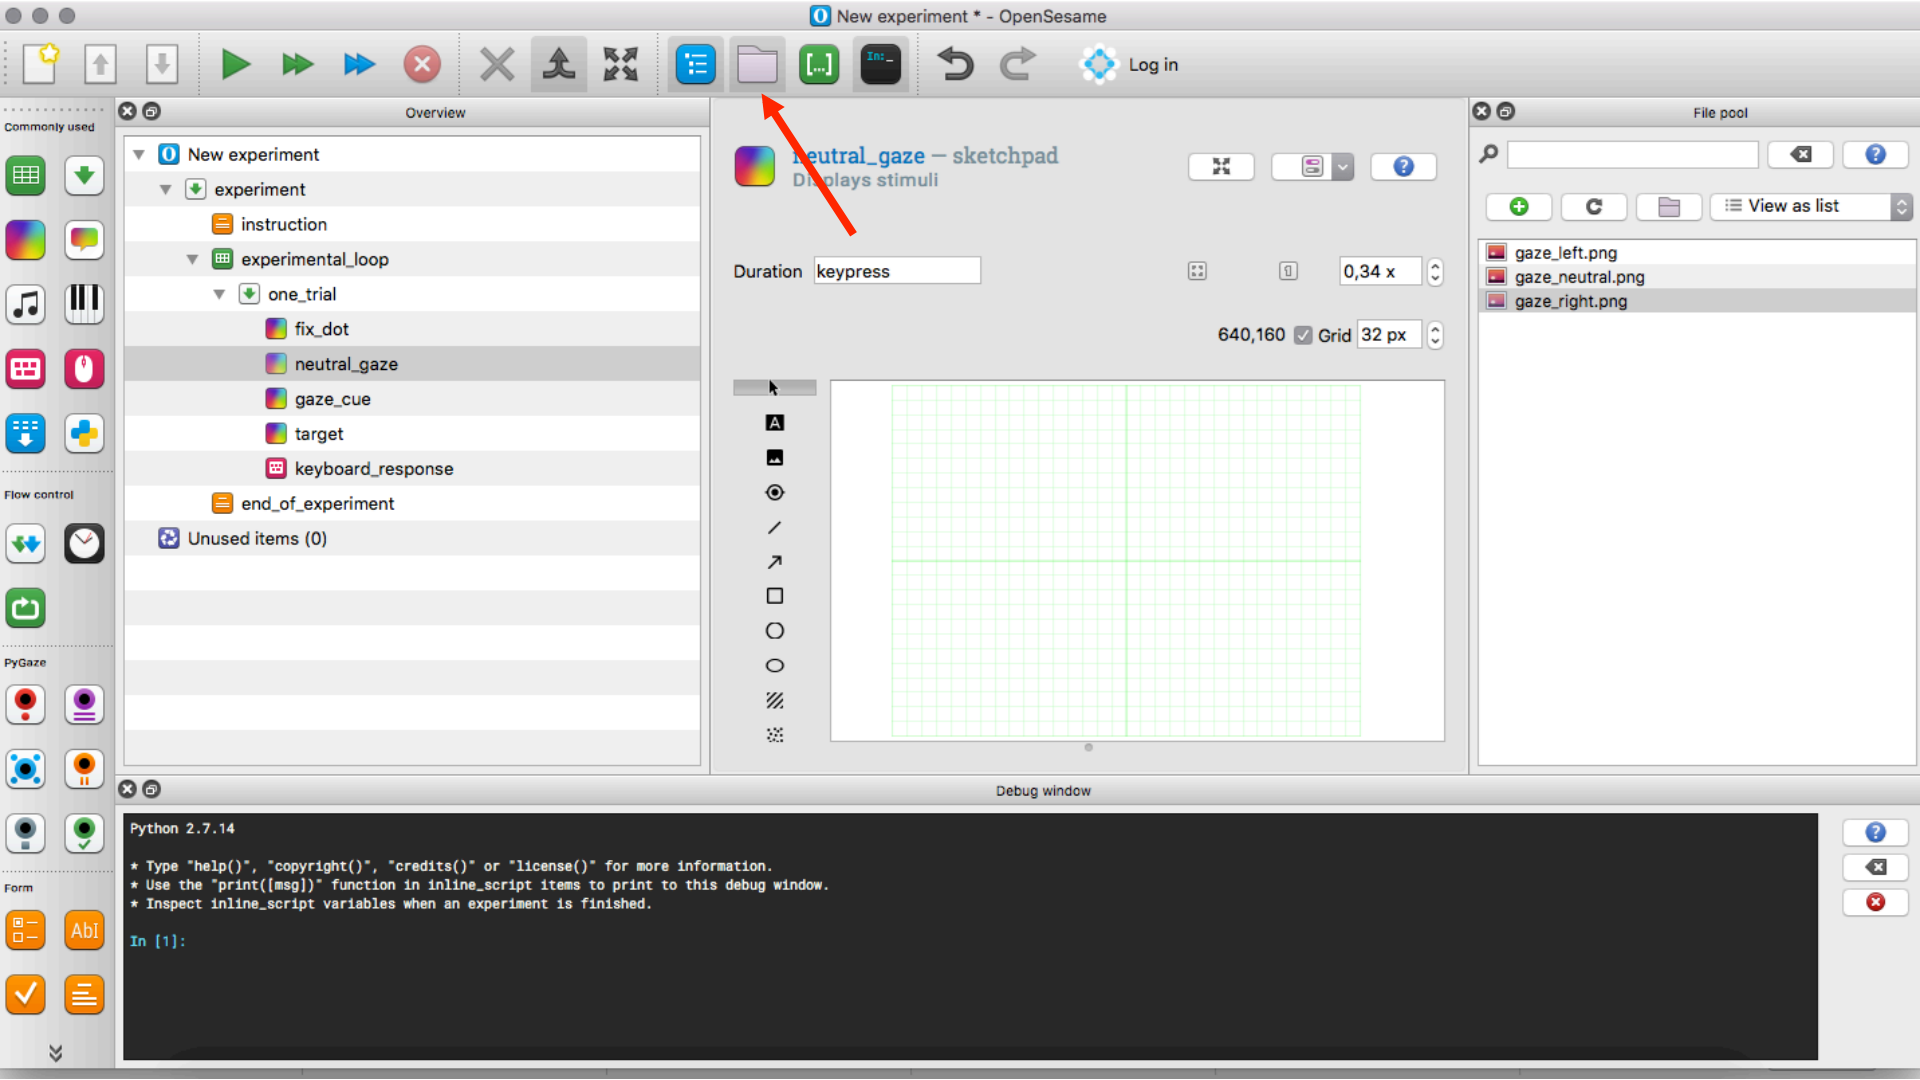 New experiment * - OpenSesame
In:_
[...]
Log in
Commonly used
Overview
File pool
New experiment
experiment
instruction
experimental_loop
one_trial
fix_dot
neutral_gaze
gaze_cue
target
keyboard_response
end_of_experiment
Unused items (0)
Flow control
PyGaze
Form
AbI
neutral_gaze — sketchpad
Displays stimuli
Duration keypress
0,34 x
640,160 Grid 32 px
A
View as list
gaze_left.png
gaze_neutral.png
gaze_right.png
Debug window
Python 2.7.14
* Type "help()", "copyright()", "credits()" or "license()" for more information.
* Use the "print([msg])" function in inline_script items to print to this debug window.
* Inspect inline_script variables when an experiment is finished.
In [1]: